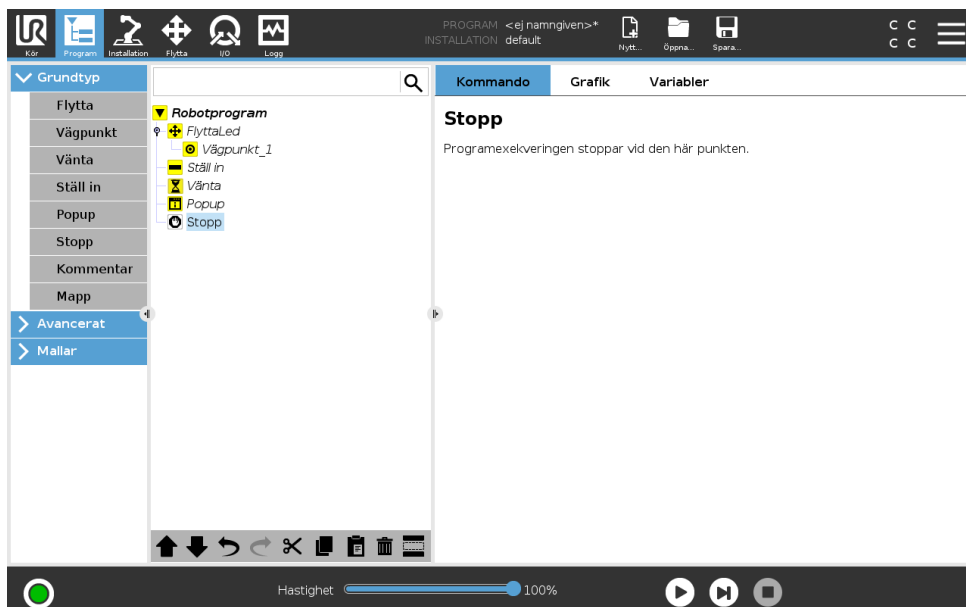 UR
Kör
Program
Installation
Flytta
I/O
Logg
PROGRAM <ej namngiven>*
INSTALLATION default
Nytt...
Öppna...
Spara...
C C
C C
Grundtyp
Flytta
Vägpunkt
Vänta
Ställ in
Popup
Stopp
Kommentar
Mapp
Avancerat
Mallar
Robotprogram
FlyttaLed
Vägpunkt_1
Ställ in
Vänta
Popup
Stopp
Kommando
Grafik
Variabler
Stopp
Programexekveringen stoppar vid den här punkten.
Hastighet
100%